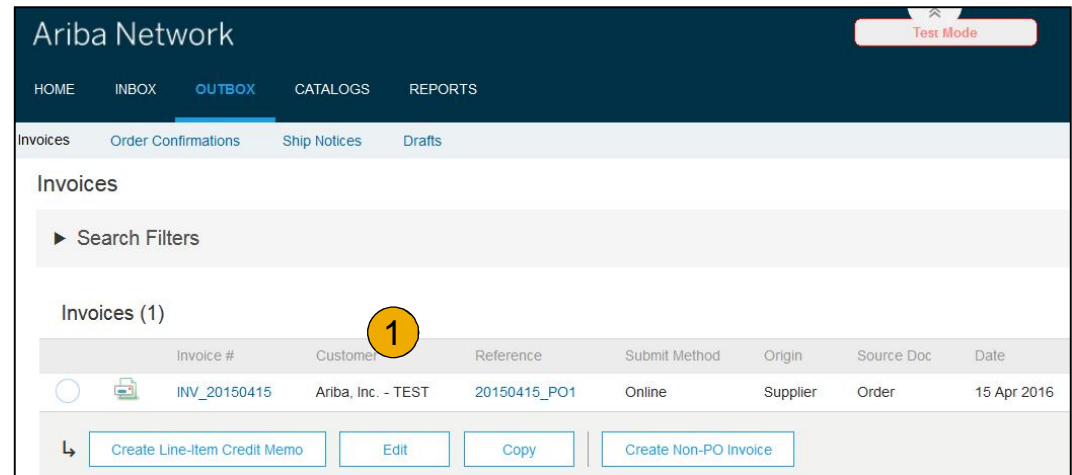 Ariba Network
Test Mode
HOME INBOX OUTBOX CATALOGS REPORTS
Invoices Order Confirmations Ship Notices Drafts
Invoices
► Search Filters
Invoices (1)
1
Invoice # Customer Reference Submit Method Origin Source Doc Date
INV_20150415 Ariba, Inc. - TEST 20150415_PO1 Online Supplier Order 15 Apr 2016
Create Line-Item Credit Memo Edit Copy Create Non-PO Invoice